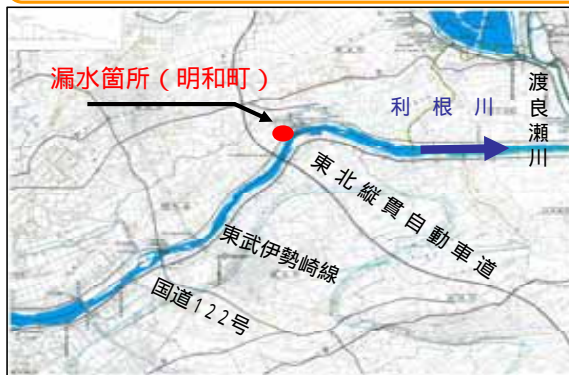 漏水箇所(明和町)
利根川
渡良瀬川
東北縦貫自動車道
東武伊勢崎線
国道122号